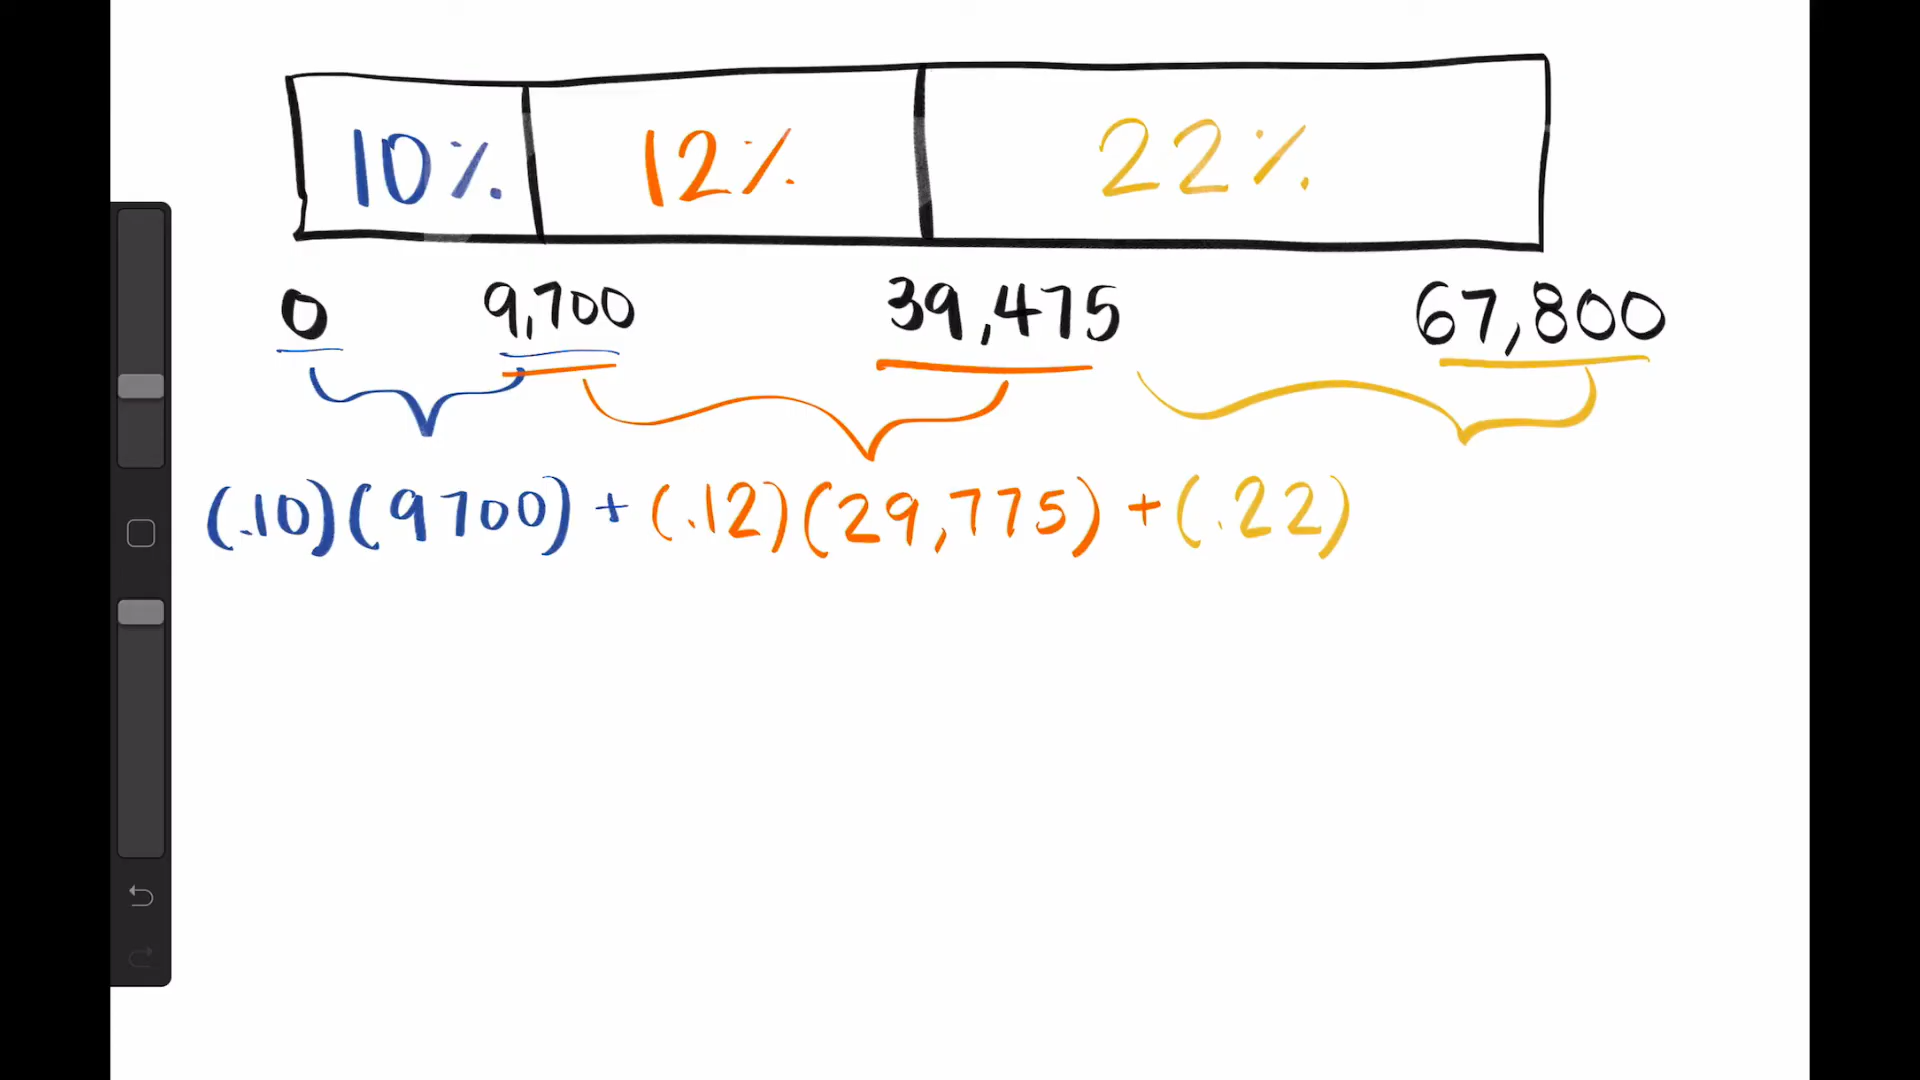 10% 12% 22%
0 9,700 39,475 67,800
(.10)(9700) + (.12)(29,775) + (.22)